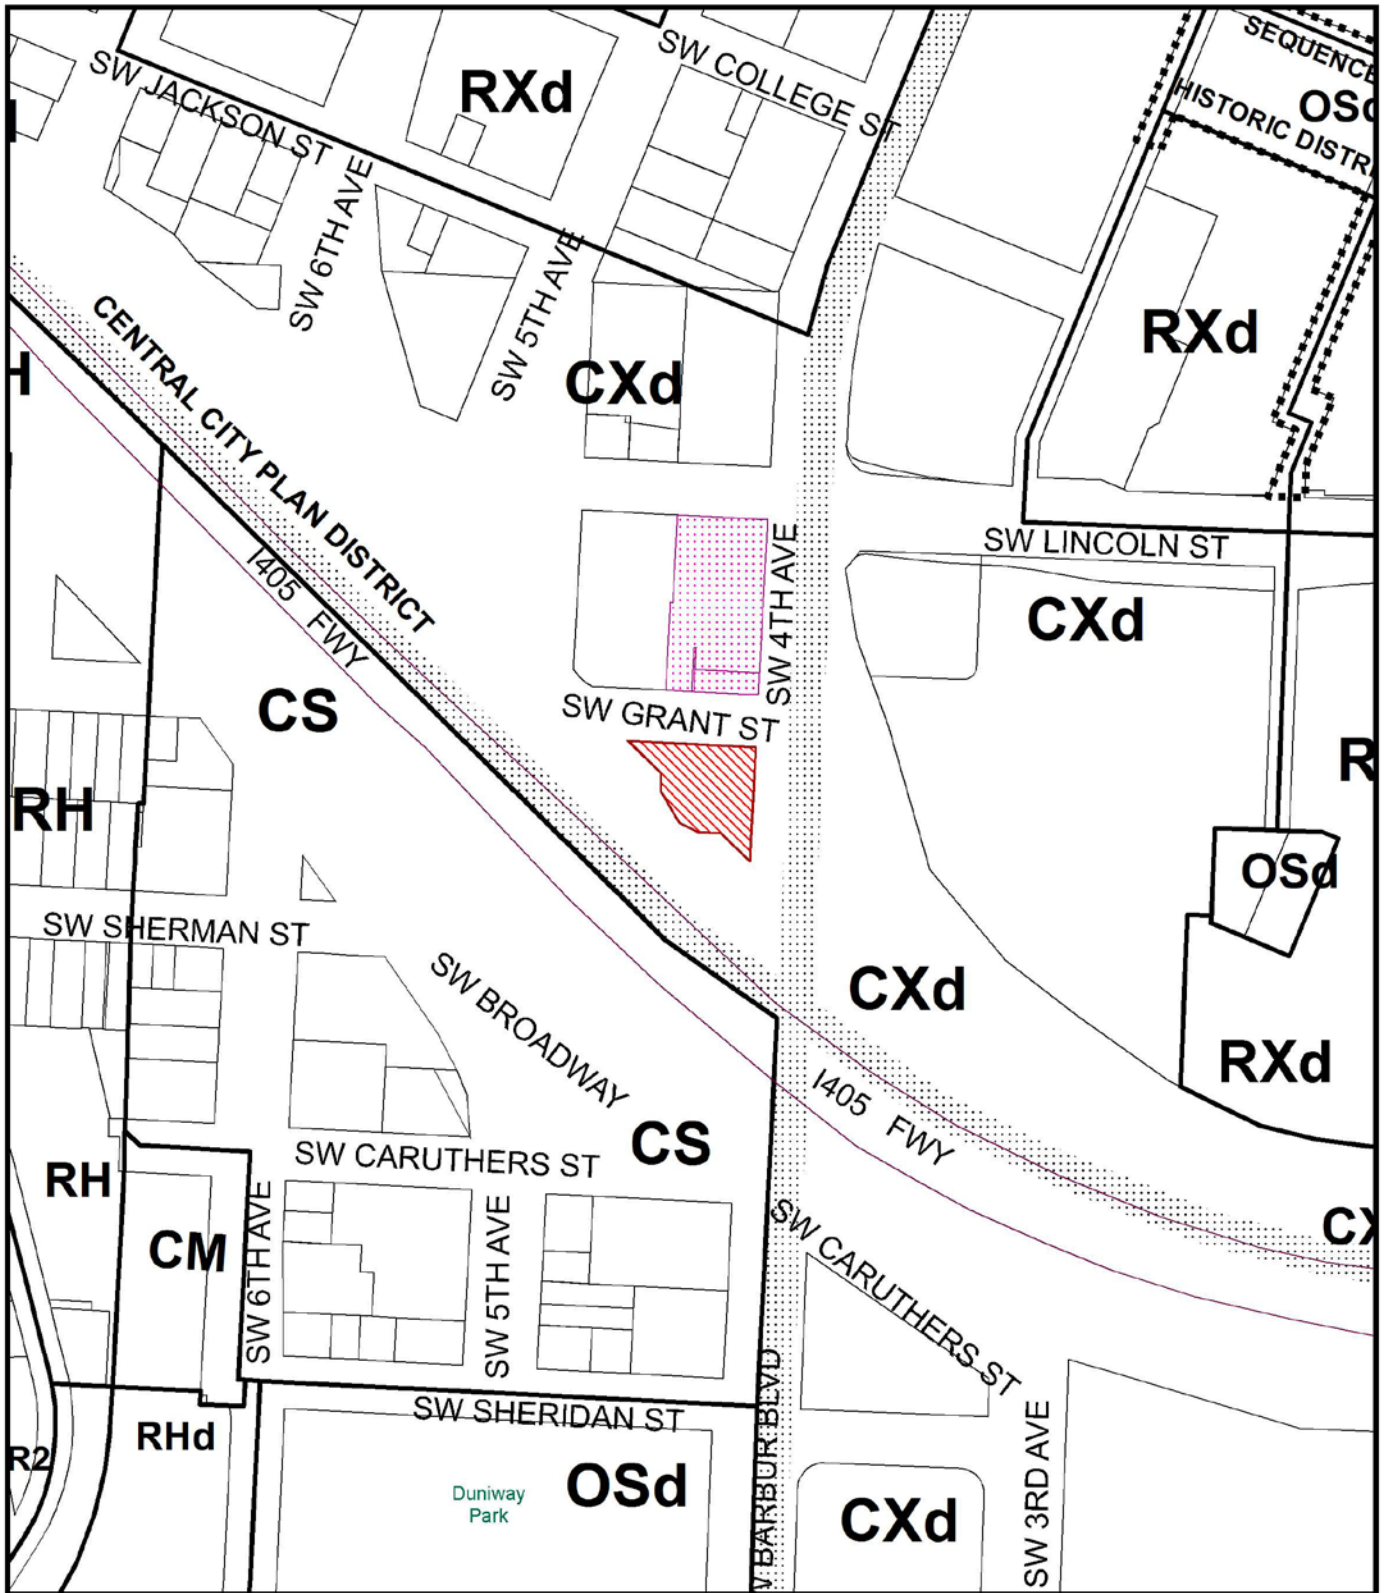 SEQUENCE
SW COLLEGE ST
SW JACKSON ST
RXd
HISTORIC DISTRI
SW 6TH AVE
SW 5TH AVE
CENTRAL CITY PLAN DISTRICT
RXd
H
CXd
SW LINCOLN ST
I405 FWY
SW 4TH AVE
CXd
CS
SW GRANT ST
RH
R
OSd
SW SHERMAN ST
SW BROADWAY
CXd
RXd
I405 FWY
CS
SW CARUTHERS ST
RH
CM
SW 6TH AVE
SW 5TH AVE
SW CARUTHERS ST
SW SHERIDAN ST
RHd
R2
Duniway
Park
OSd
BARBUR BLVD
CXd
SW 3RD AVE